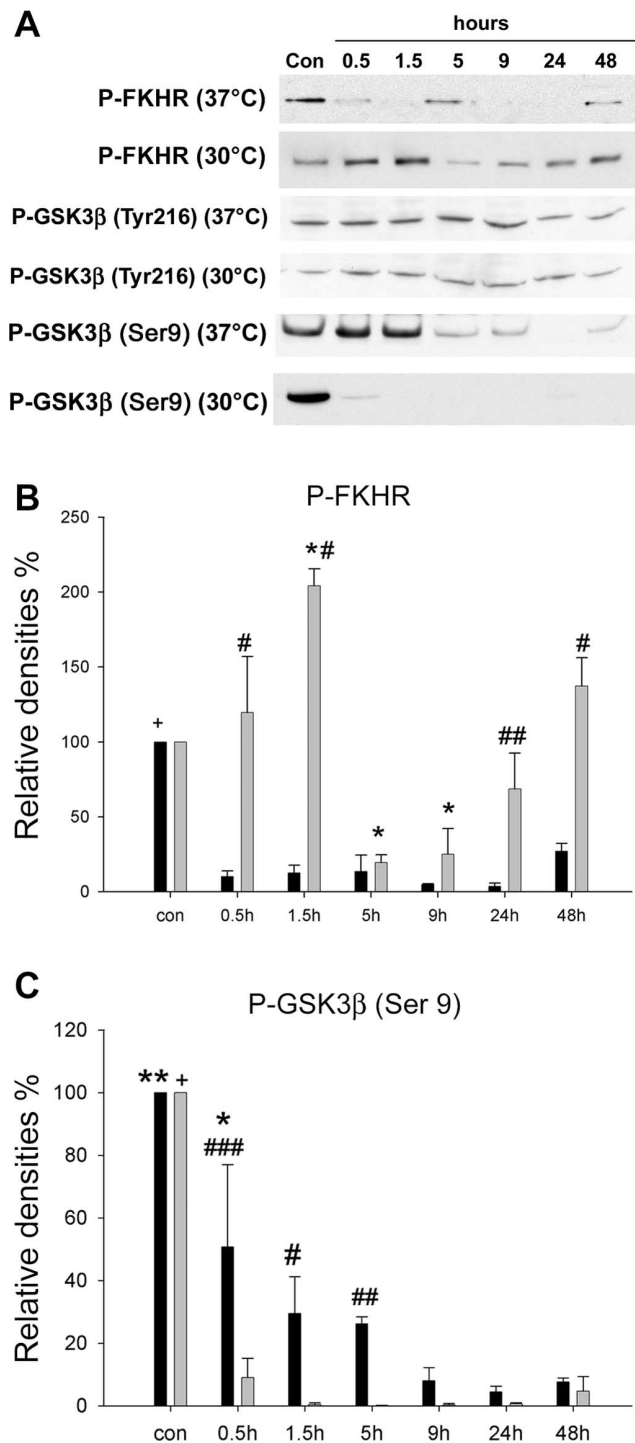 A
hours
Con 0.5 1.5 5 9 24 48
P-FKHR (37°C)
P-FKHR (30°C)
P-GSK3β (Tyr216) (37°C)
P-GSK3β (Tyr216) (30°C)
P-GSK3β (Ser9) (37°C)
P-GSK3β (Ser9) (30°C)
B
P-FKHR
Relative densities %
250
200
150
100
50
0
+
#
*#
*
*
##
#
con 0.5h 1.5h 5h 9h 24h 48h
C
P-GSK3β (Ser 9)
Relative densities %
120
100
80
60
40
20
0
** +
*
###
#
##
con 0.5h 1.5h 5h 9h 24h 48h